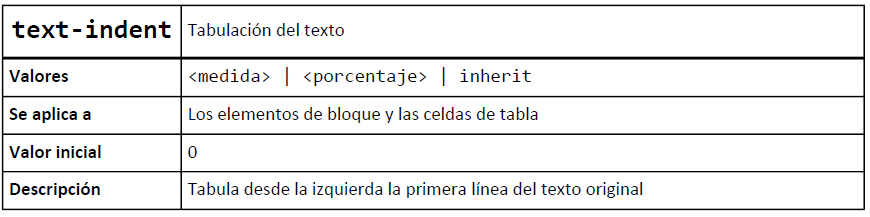 text-indent Tabulación del texto
Valores <medida> | <porcentaje> | inherit
Se aplica a Los elementos de bloque y las celdas de tabla
Valor inicial 0
Descripción Tabula desde la izquierda la primera línea del texto original